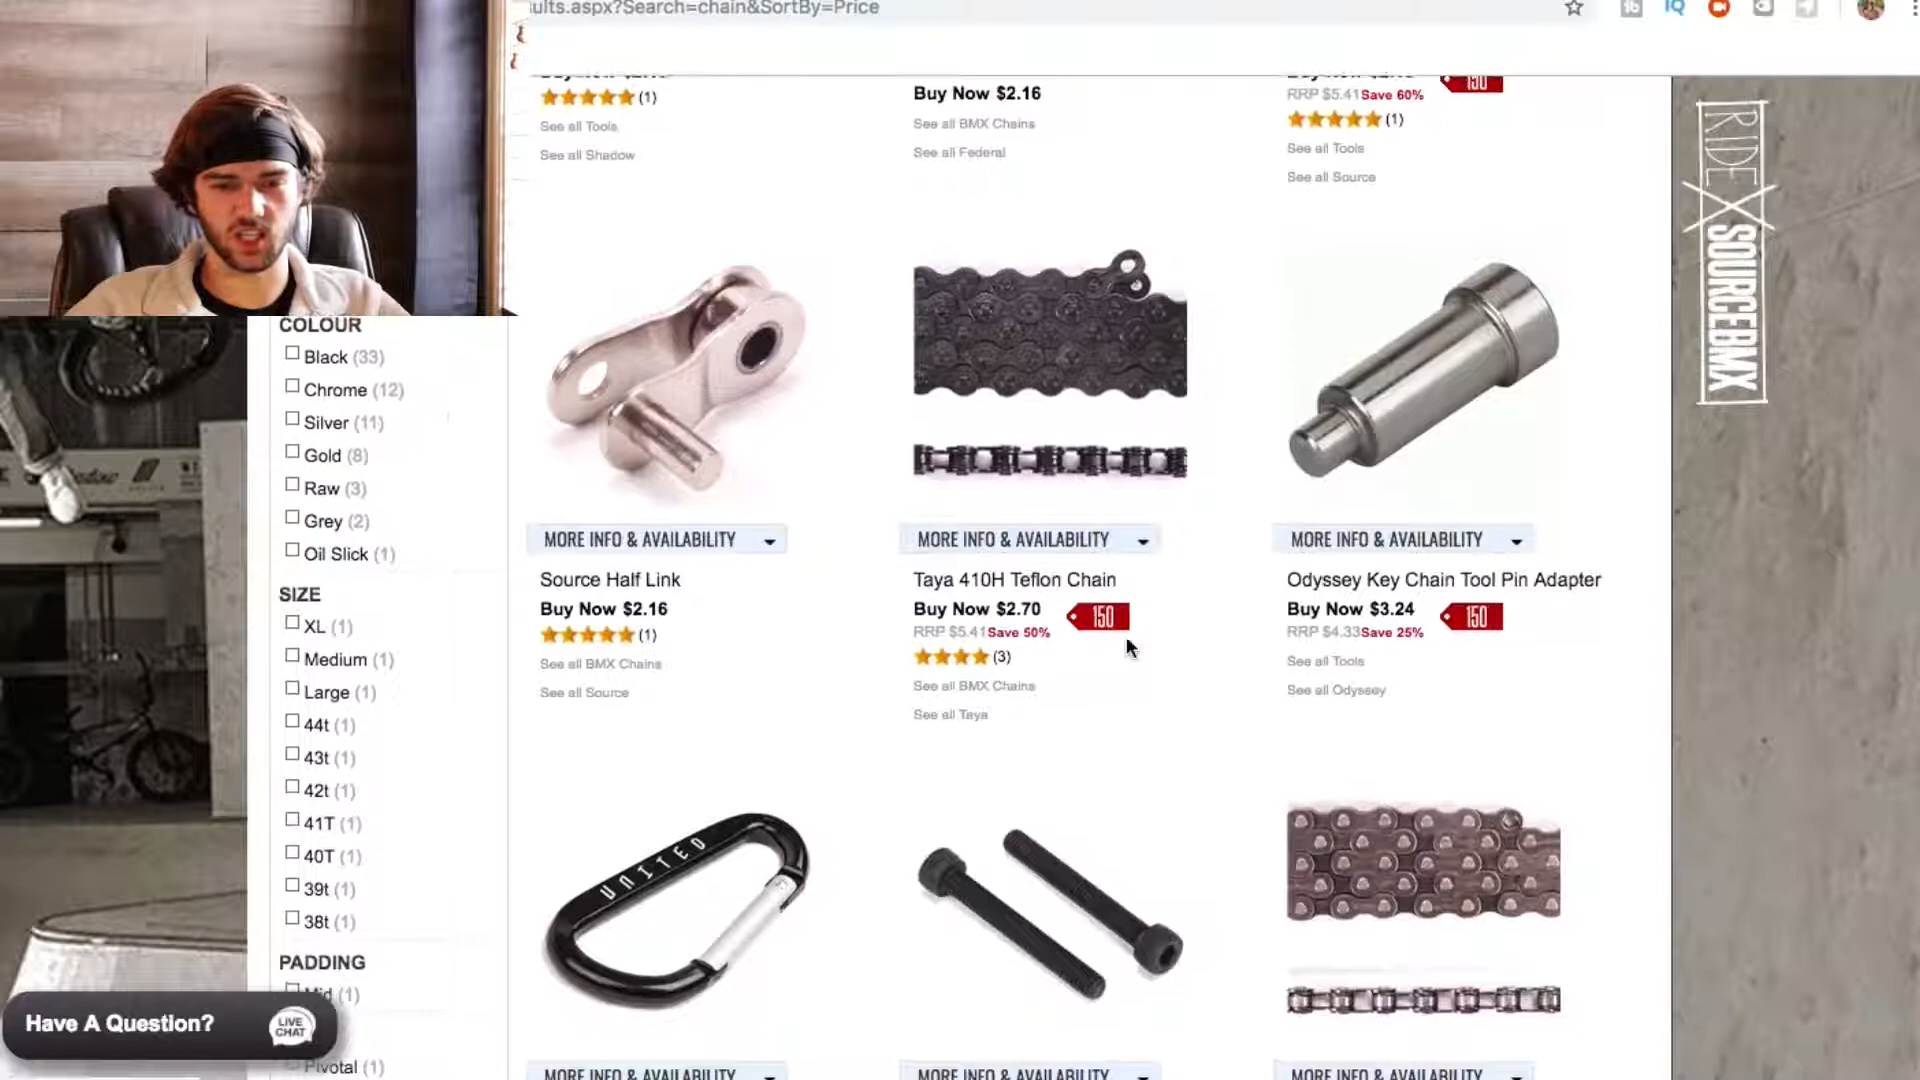 ults.aspx?Search=chain&SortBy=Price
(1)
See all Tools
See all Shadow
Buy Now $2.16
See all BMX Chains
See all Federal
150
RRP $5.41 Save 60%
(1)
See all Tools
See all Source
RIDE X SOURCEBMX
COLOUR
Black (33)
Chrome (12)
Silver (11)
Gold (8)
Raw (3)
Grey (2)
Oil Slick (1)
SIZE
XL (1)
Medium (1)
Large (1)
44t (1)
43t (1)
42t (1)
41T (1)
40T (1)
39t (1)
38t (1)
PADDING
Mid (1)
Pivotal (1)
MORE INFO & AVAILABILITY
Source Half Link
Buy Now $2.16
(1)
See all BMX Chains
See all Source
MORE INFO & AVAILABILITY
Taya 410H Teflon Chain
Buy Now $2.70
150
RRP $5.41 Save 50%
(3)
See all BMX Chains
See all Taya
MORE INFO & AVAILABILITY
Odyssey Key Chain Tool Pin Adapter
Buy Now $3.24
150
RRP $4.33 Save 25%
See all Tools
See all Odyssey
UNITED
MORE INFO & AVAILABILITY
MORE INFO & AVAILABILITY
MORE INFO & AVAILABILITY
Have A Question?
LIVE
CHAT